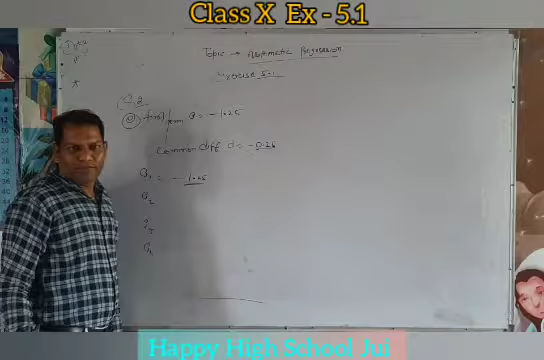 Class X Ex - 5.1
Topic → Arithmetic Progression
Exercise 5.1
Q.2
(v) first term a = -1.25
Common diff d = -0.25
a₁ = - 1.25
a₂
a₃
a₄
Happy High School Jui